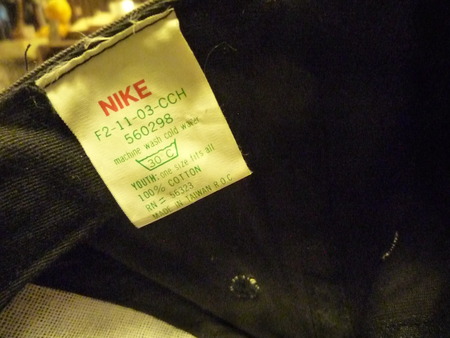 NIKE
F2-11-03-CCH
560298
machine wash cold water
30 C
YOUTH: one size fits all
100% COTTON
RN = 56323
MADE IN TAIWAN R.O.C